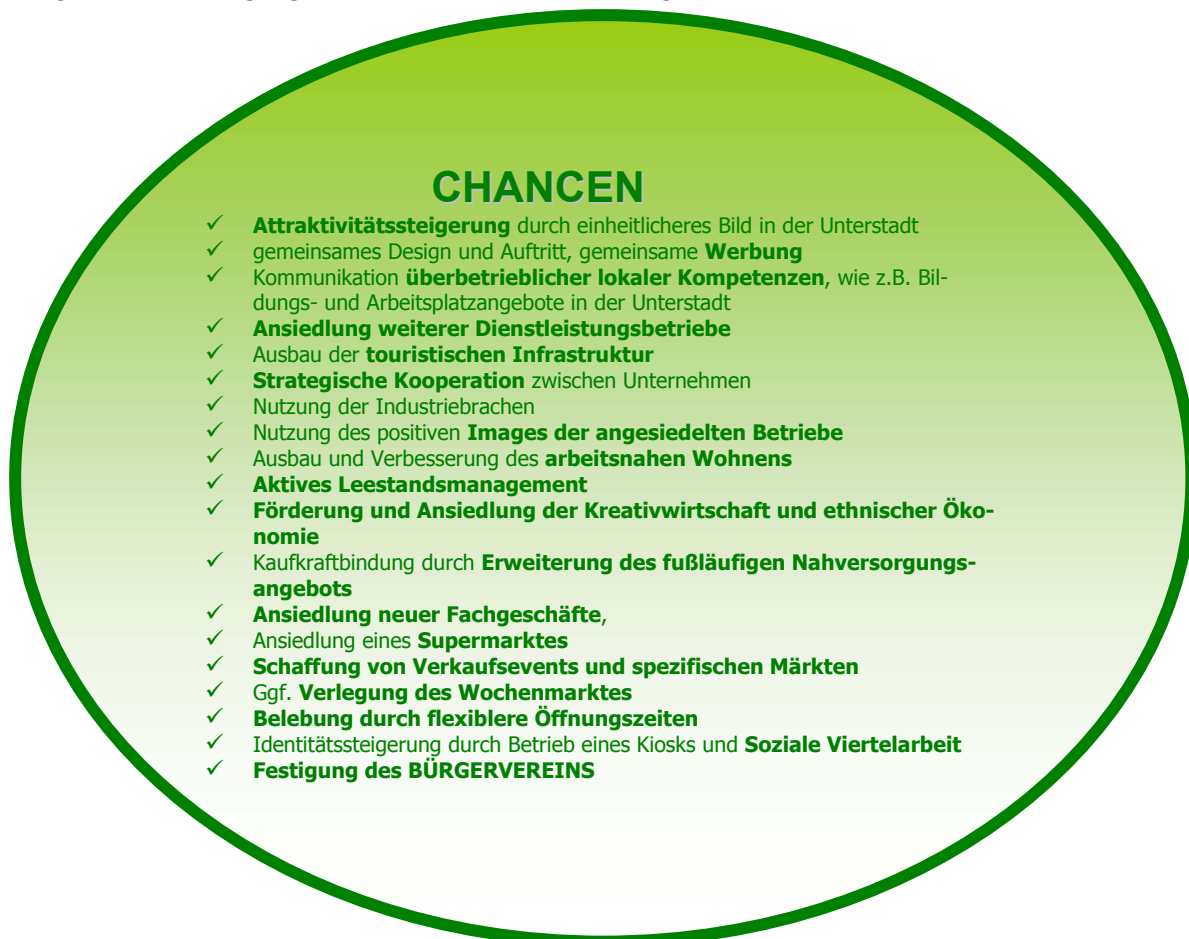 CHANCEN
✓ Attraktivitätssteigerung durch einheitlicheres Bild in der Unterstadt
✓ gemeinsames Design und Auftritt, gemeinsame Werbung
✓ Kommunikation überbetrieblicher lokaler Kompetenzen, wie z.B. Bil-
dungs- und Arbeitsplatzangebote in der Unterstadt
✓ Ansiedlung weiterer Dienstleistungsbetriebe
✓ Ausbau der touristischen Infrastruktur
✓ Strategische Kooperation zwischen Unternehmen
✓ Nutzung der Industriebrachen
✓ Nutzung des positiven Images der angesiedelten Betriebe
✓ Ausbau und Verbesserung des arbeitsnahen Wohnens
✓ Aktives Leestandsmanagement
✓ Förderung und Ansiedlung der Kreativwirtschaft und ethnischer Öko-
nomie
✓ Kaufkraftbindung durch Erweiterung des fußläufigen Nahversorgungs-
angebots
✓ Ansiedlung neuer Fachgeschäfte,
✓ Ansiedlung eines Supermarktes
✓ Schaffung von Verkaufsevents und spezifischen Märkten
✓ Ggf. Verlegung des Wochenmarktes
✓ Belebung durch flexiblere Öffnungszeiten
✓ Identitätssteigerung durch Betrieb eines Kiosks und Soziale Viertelarbeit
✓ Festigung des BÜRGERVEREINS